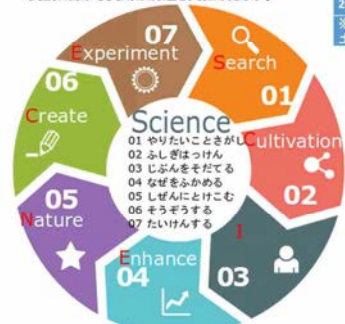 07
Experiment
Search
01
06
Create
Science
01 やりたいことさがし
02 ふしぎはっけん
03 じぶんをそだてる
04 なぜをふかめる
05 しぜんにとけこむ
06 そうぞうする
07 たいけんする
Cultivation
02
05
Nature
I
03
Enhance
04